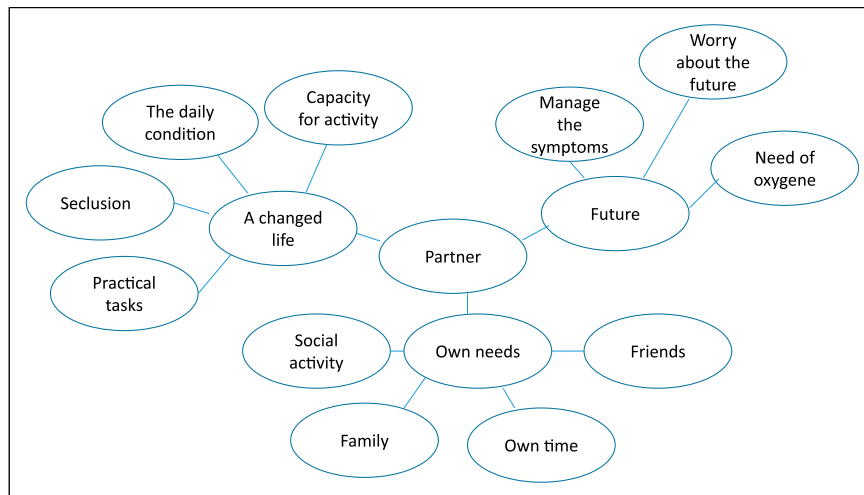 Worry
about the
future
Capacity
for activity
The daily
condition
Manage
the
symptoms
Need of
oxygene
Seclusion
A changed
life
Future
Partner
Practical
tasks
Social
activity
Own needs
Friends
Family
Own time